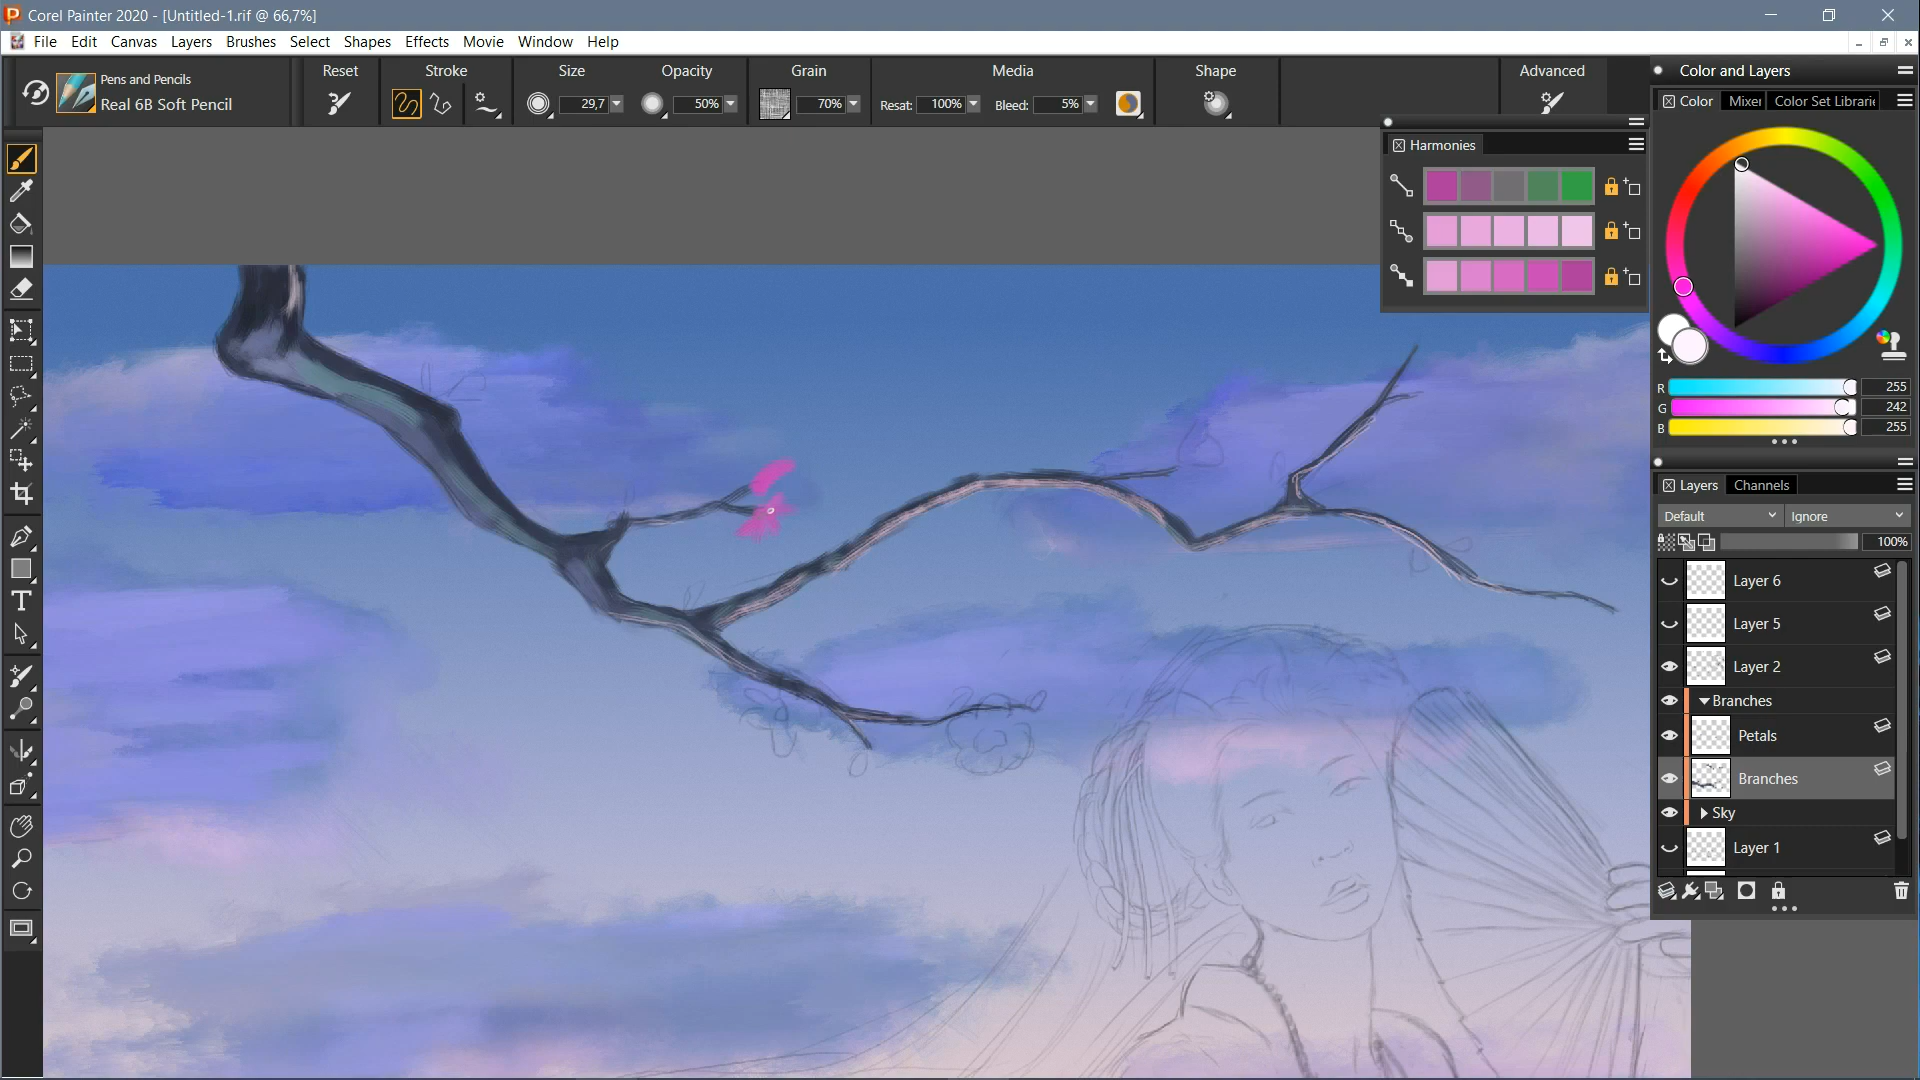 Corel Painter 2020 - [Untitled-1.rif @ 66,7%]
File Edit Canvas Layers Brushes Select Shapes Effects Movie Window Help
Pens and Pencils
Real 6B Soft Pencil
Reset
Stroke
Size
29,7
Opacity
50%
Grain
70%
Media
Resat: 100%
Bleed: 5%
Shape
Advanced
Harmonies
Color and Layers
Color Mixer Color Set Librarie
R 255
G 242
B 255
Layers Channels
Default Ignore
100%
Layer 6
Layer 5
Layer 2
Branches
Petals
Branches
Sky
Layer 1
T